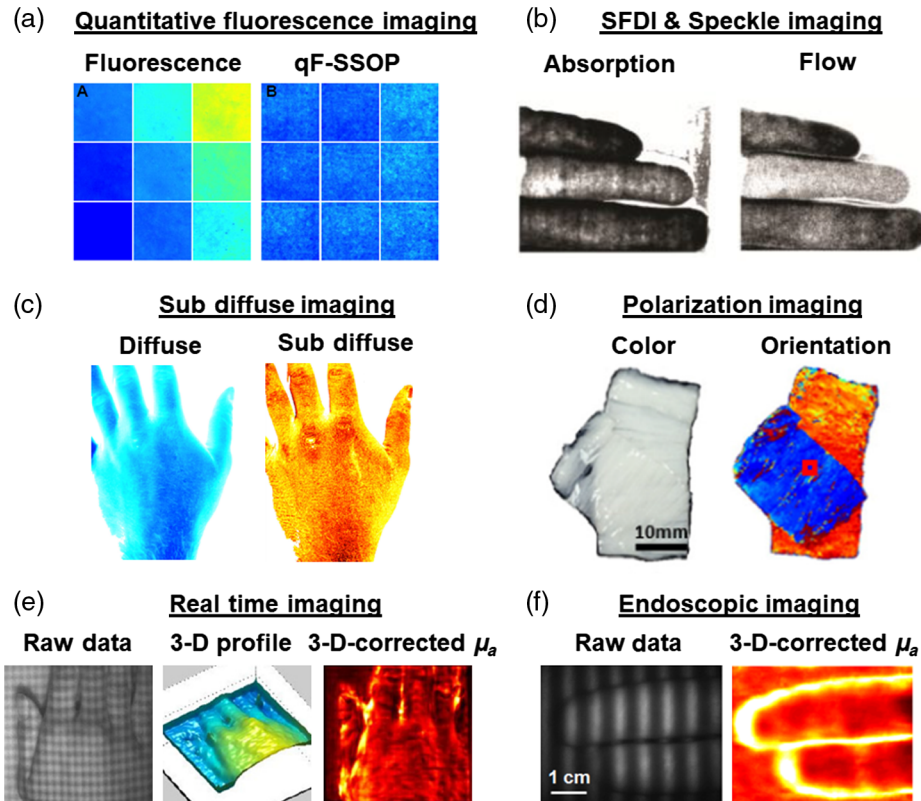 (a) Quantitative fluorescence imaging
Fluorescence qF-SSOP
A B
(b) SFDI & Speckle imaging
Absorption Flow
(c) Sub diffuse imaging
Diffuse Sub diffuse
(d) Polarization imaging
Color Orientation
10mm
(e) Real time imaging
Raw data 3-D profile 3-D-corrected μa
(f) Endoscopic imaging
Raw data 3-D-corrected μa
1 cm